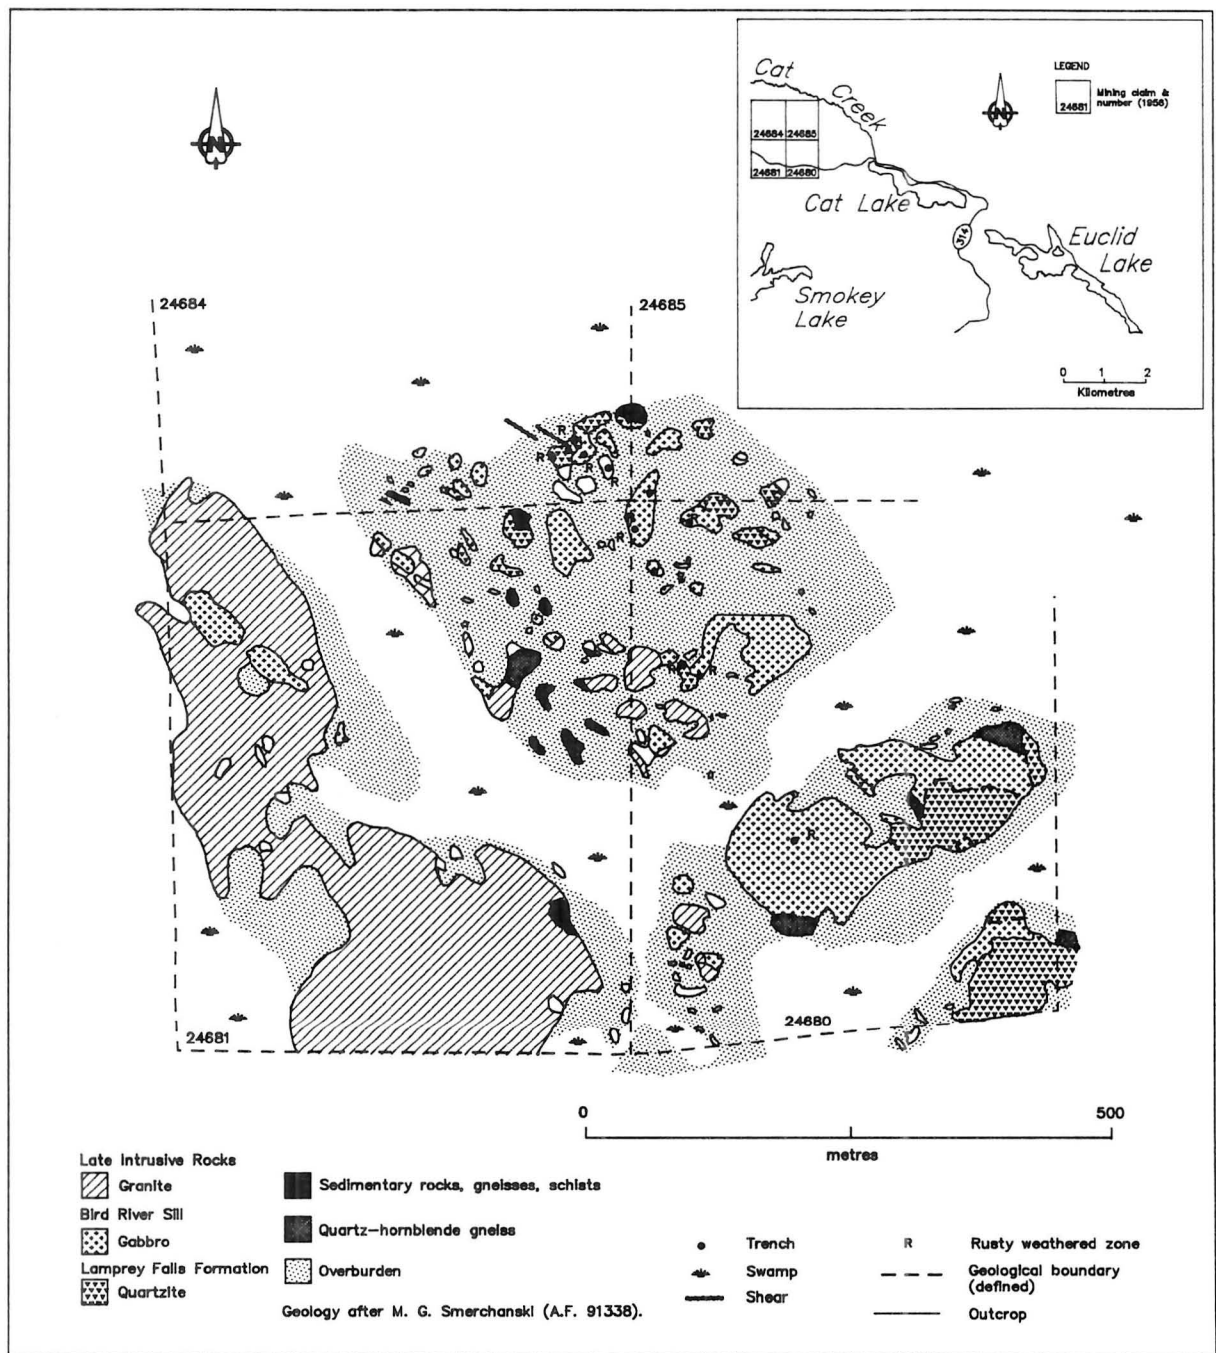 N
Cat
Creek
LEGEND
24681
Mining claim &
number (1956)
N
24684 24685
24681 24680
Cat Lake
314
Euclid
Lake
Smokey
Lake
0 1 2
Kilometres
24684
24685
R
R
R
R
R
R
R
R
24681
24680
0 500
metres
Late Intrusive Rocks
Granite
Bird River Sill
Gabbro
Lamprey Falls Formation
Quartzite
Sedimentary rocks, gneisses, schists
Quartz-hornblende gneiss
Overburden
Geology after M. G. Smerchanski (A.F. 91338).
Trench
Swamp
Shear
R Rusty weathered zone
Geological boundary
(defined)
Outcrop